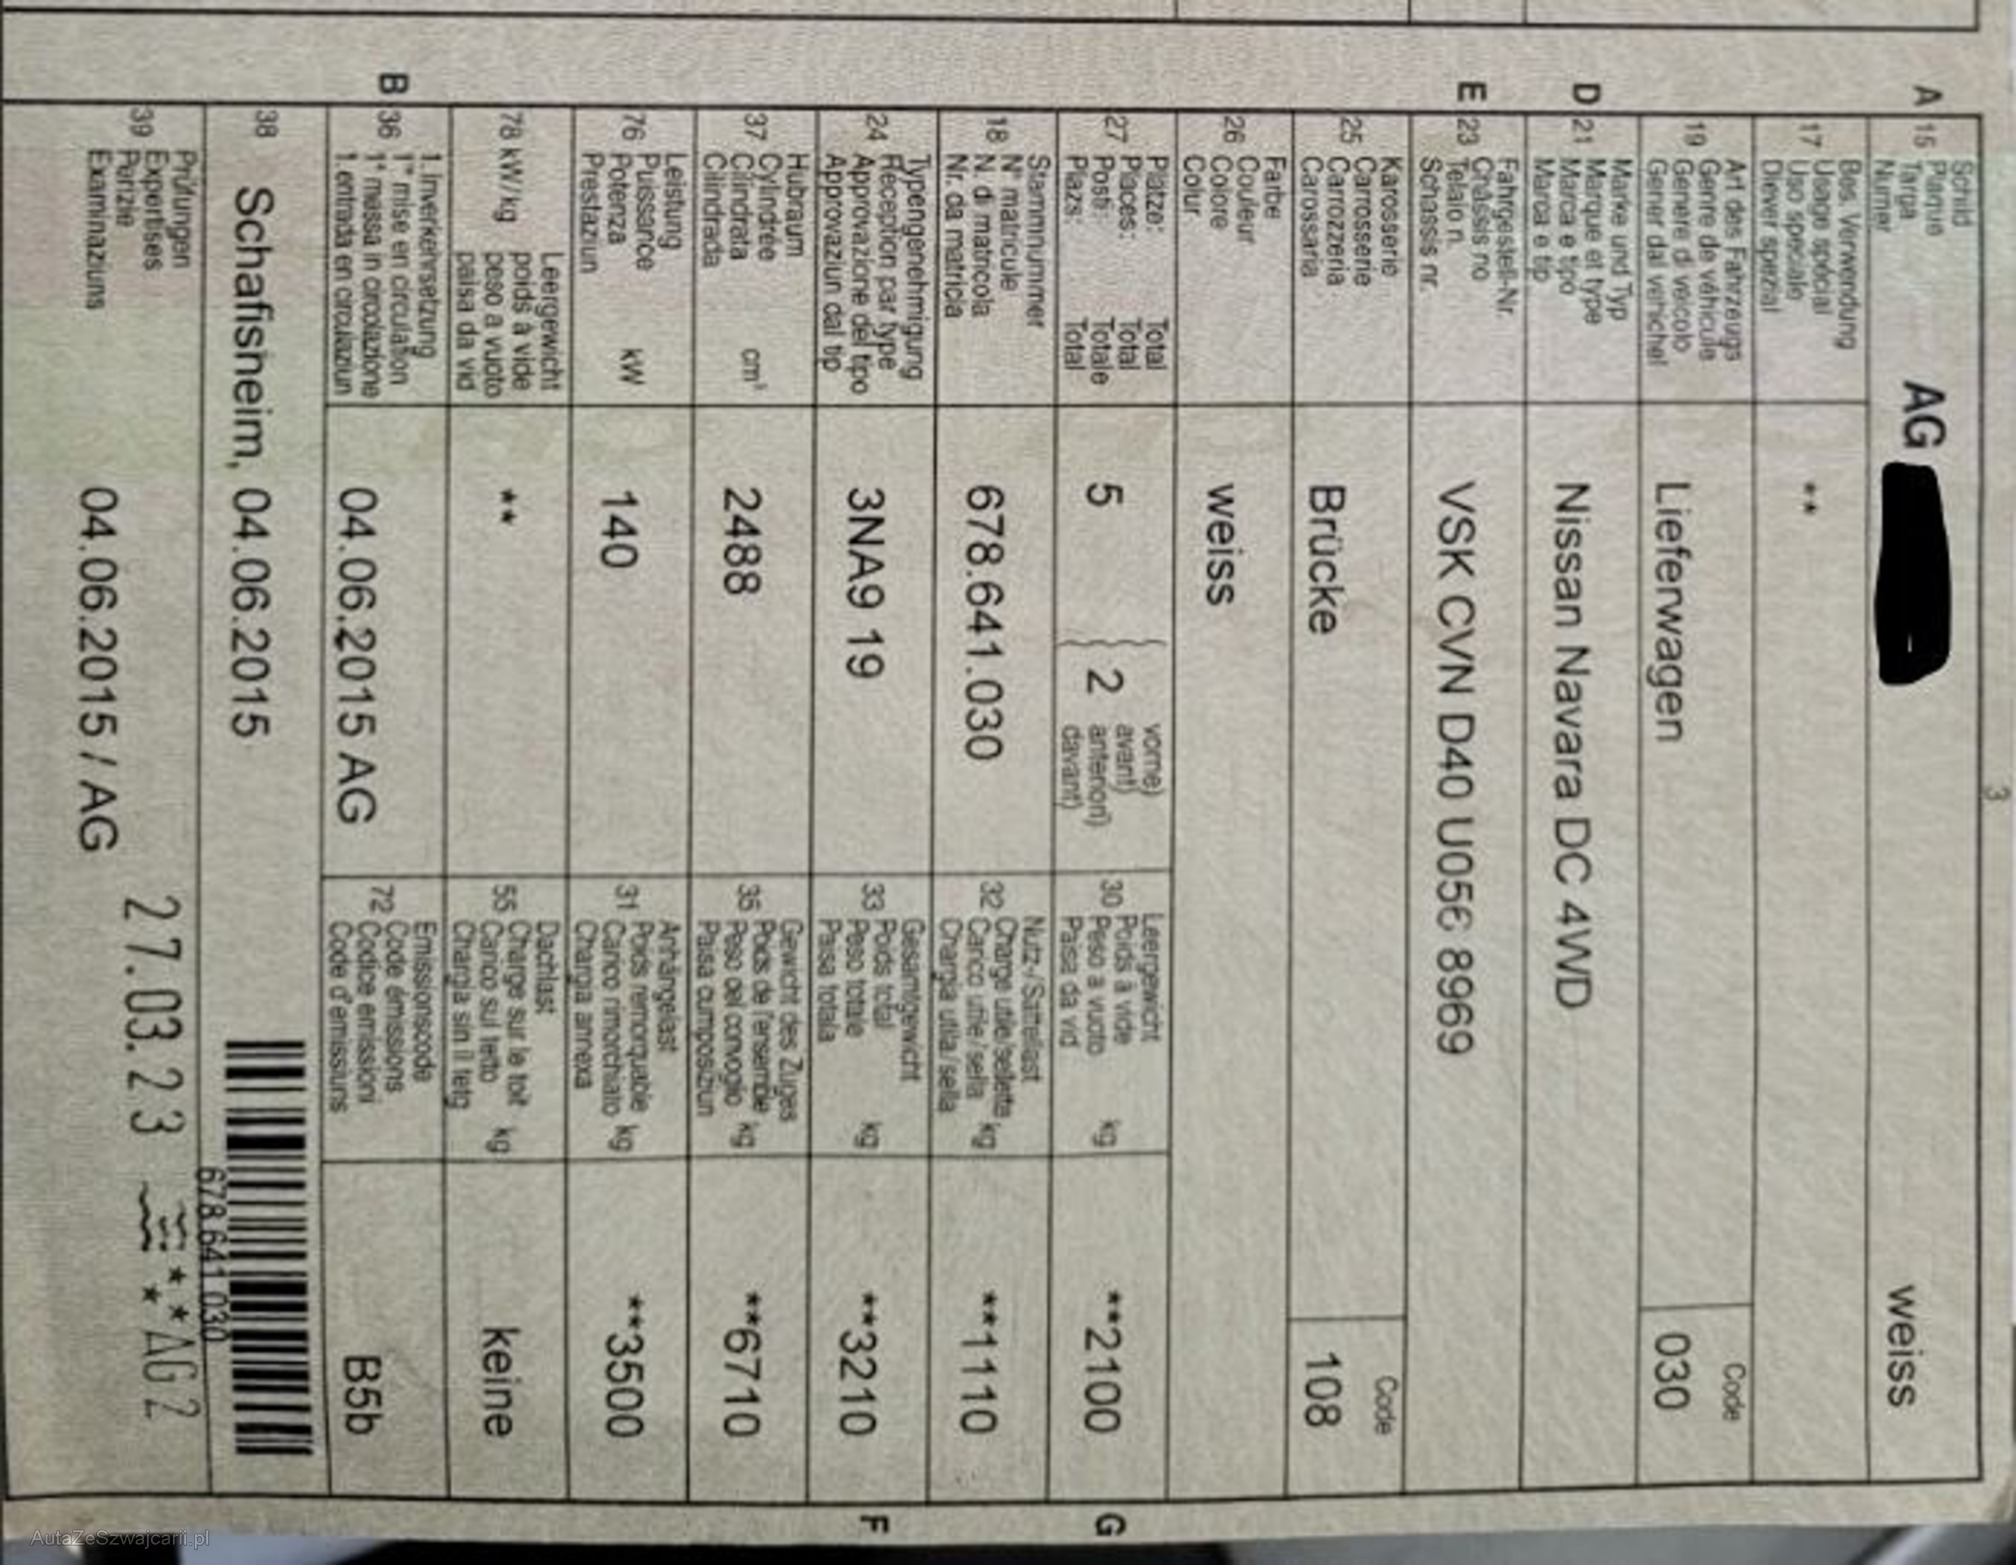 3
A 15 Schild
Plaque
Targa
Numer
AG
weiss
17 Bes. Verwendung
Usage spécial
Uso speciale
Diever spezial
**
19 Art des Fahrzeugs
Genre de véhicule
Genere di veicolo
Gener dal vehichel
Lieferwagen
Code
030
D 21 Marke und Typ
Marque et type
Marca e tipo
Marca e tip
Nissan Navara DC 4WD
E 23 Fahrgestell-Nr.
Châssis no
Telaio n.
Schassis nr.
VSK CVN D40 U056 8969
25 Karosserie
Carrosserie
Carrozzeria
Carossaria
Brücke
Code
108
26 Farbe
Couleur
Colore
Colur
weiss
27 Plätze: Total
Places: Total
Posti: Totale
Plazs: Total
5
2
vorne)
avant)
anteriori)
davant)
30 Leergewicht
Poids à vide
Peso a vuoto kg
Paisa da vid
**2100
G
18 Stammnummer
N° matricule
N. di matricola
Nr. da matricla
678.641.030
32 Nutz-/Sattellast
Charge utile/sellette
Carico utile/sella kg
Chargia utila/sella
**1110
24 Typengenehmigung
Réception par type
Approvazione del tipo
Approvaziun dal tip
3NA9 19
33 Gesamtgewicht
Poids total
Peso totale kg
Paisa totala
**3210
F
37 Hubraum
Cylindrée
Cilindrata cm³
Cilindrada
2488
35 Gewicht des Zuges
Poids de l'ensemble
Peso del convoglio kg
Paisa cumposiziun
**6710
76 Leistung
Puissance
Potenza kW
Prestaziun
140
31 Anhängelast
Poids remorquable
Carico rimorchiato kg
Chargia annexa
**3500
78 kW/kg Leergewicht
poids à vide
peso a vuoto
paisa da vid
**
55 Dachlast
Charge sur le toit
Carico sul tetto kg
Chargia sin il tetg
keine
B 36 1. Inverkehrsetzung
1re mise en circulation
1a messa in circolazione
1. entrada en circulaziun
04.06.2015 AG
72 Emissionscode
Code émissions
Codice emissioni
Code d'emissiuns
B5b
38 Schafisheim, 04.06.2015
678.641.030
39 Prüfungen
Expertises
Perizie
Examinaziuns
04.06.2015 / AG
27.03.23 **AG2
AutaZeSzwajcarii.pl